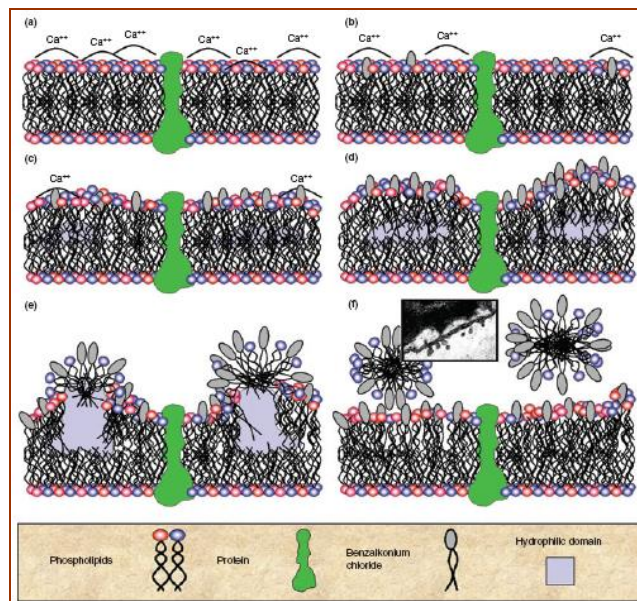 (a)
Ca++ Ca++ Ca++ Ca++ Ca++ Ca++
(b)
Ca++ Ca++ Ca++
(c)
Ca++ Ca++
(d)
(e)
(f)
Phospholipids
Protein
Benzalkonium
chloride
Hydrophilic domain